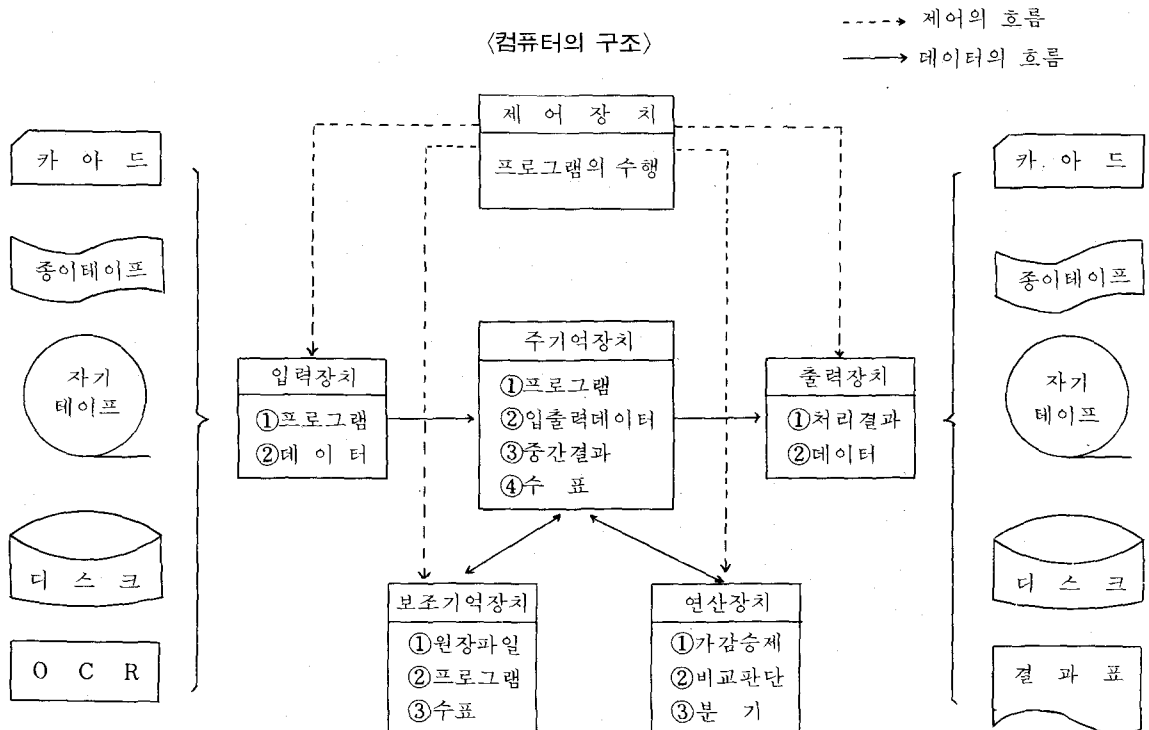 〈컴퓨터의 구조〉
제어의 흐름
데이터의 흐름
카 아 드
종이테이프
자기
테이프
디 스 크
O C R
제 어 장 치
프로그램의 수행
입력장치
①프로그램
②데 이 터
주기억장치
①프로그램
②입출력데이터
③중간결과
④수 표
출력장치
①처리결과
②데이터
보조기억장치
①원장파일
②프로그램
③수표
연산장치
①가감승제
②비교판단
③분 기
카 아 드
종이테이프
자기
테이프
디 스 크
결 과 표